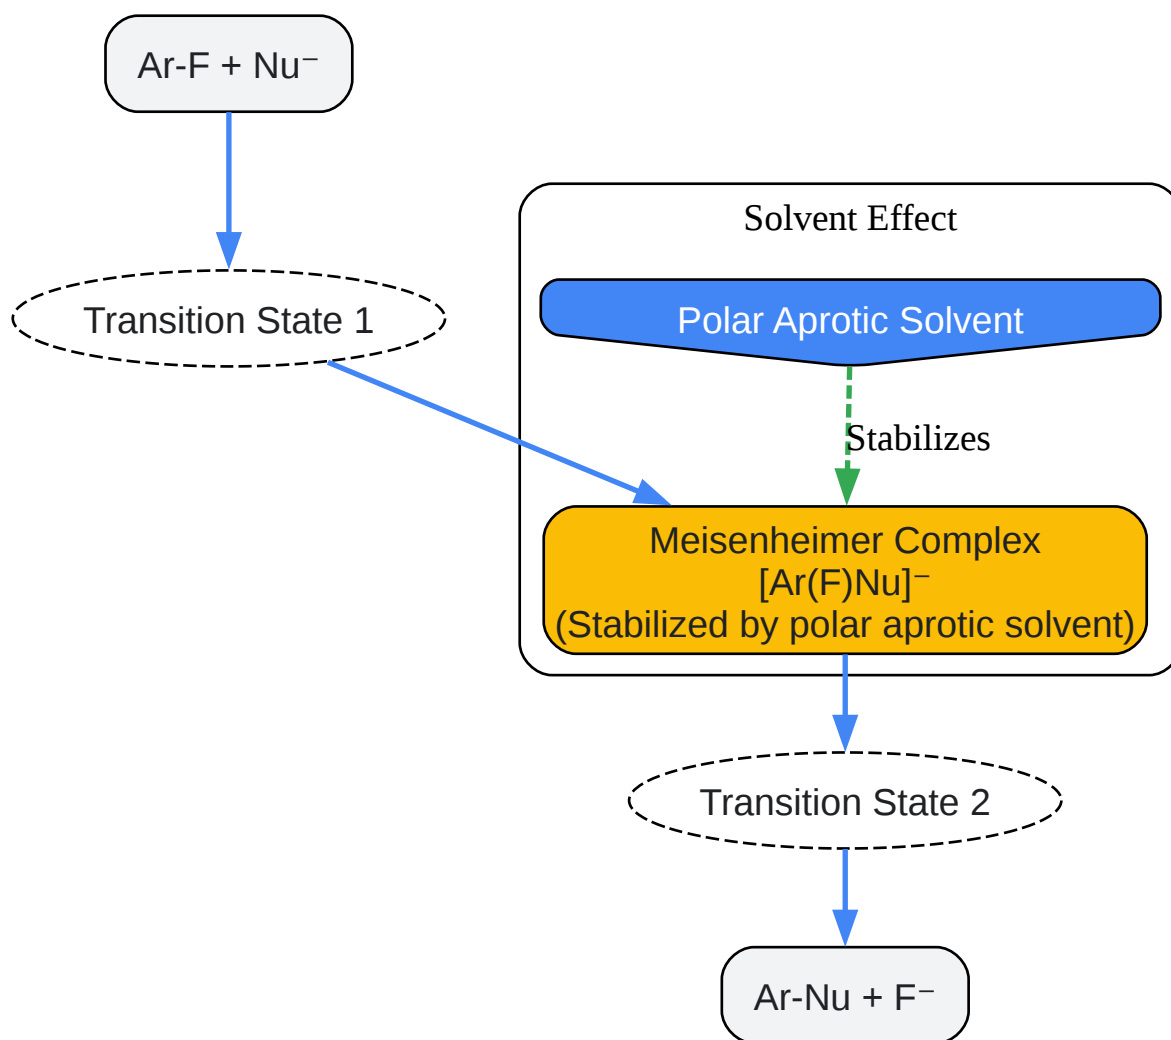 Ar-F + Nu⁻
Solvent Effect
Transition State 1
Polar Aprotic Solvent
Stabilizes
Meisenheimer Complex
[Ar(F)Nu]⁻
(Stabilized by polar aprotic solvent)
Transition State 2
Ar-Nu + F⁻